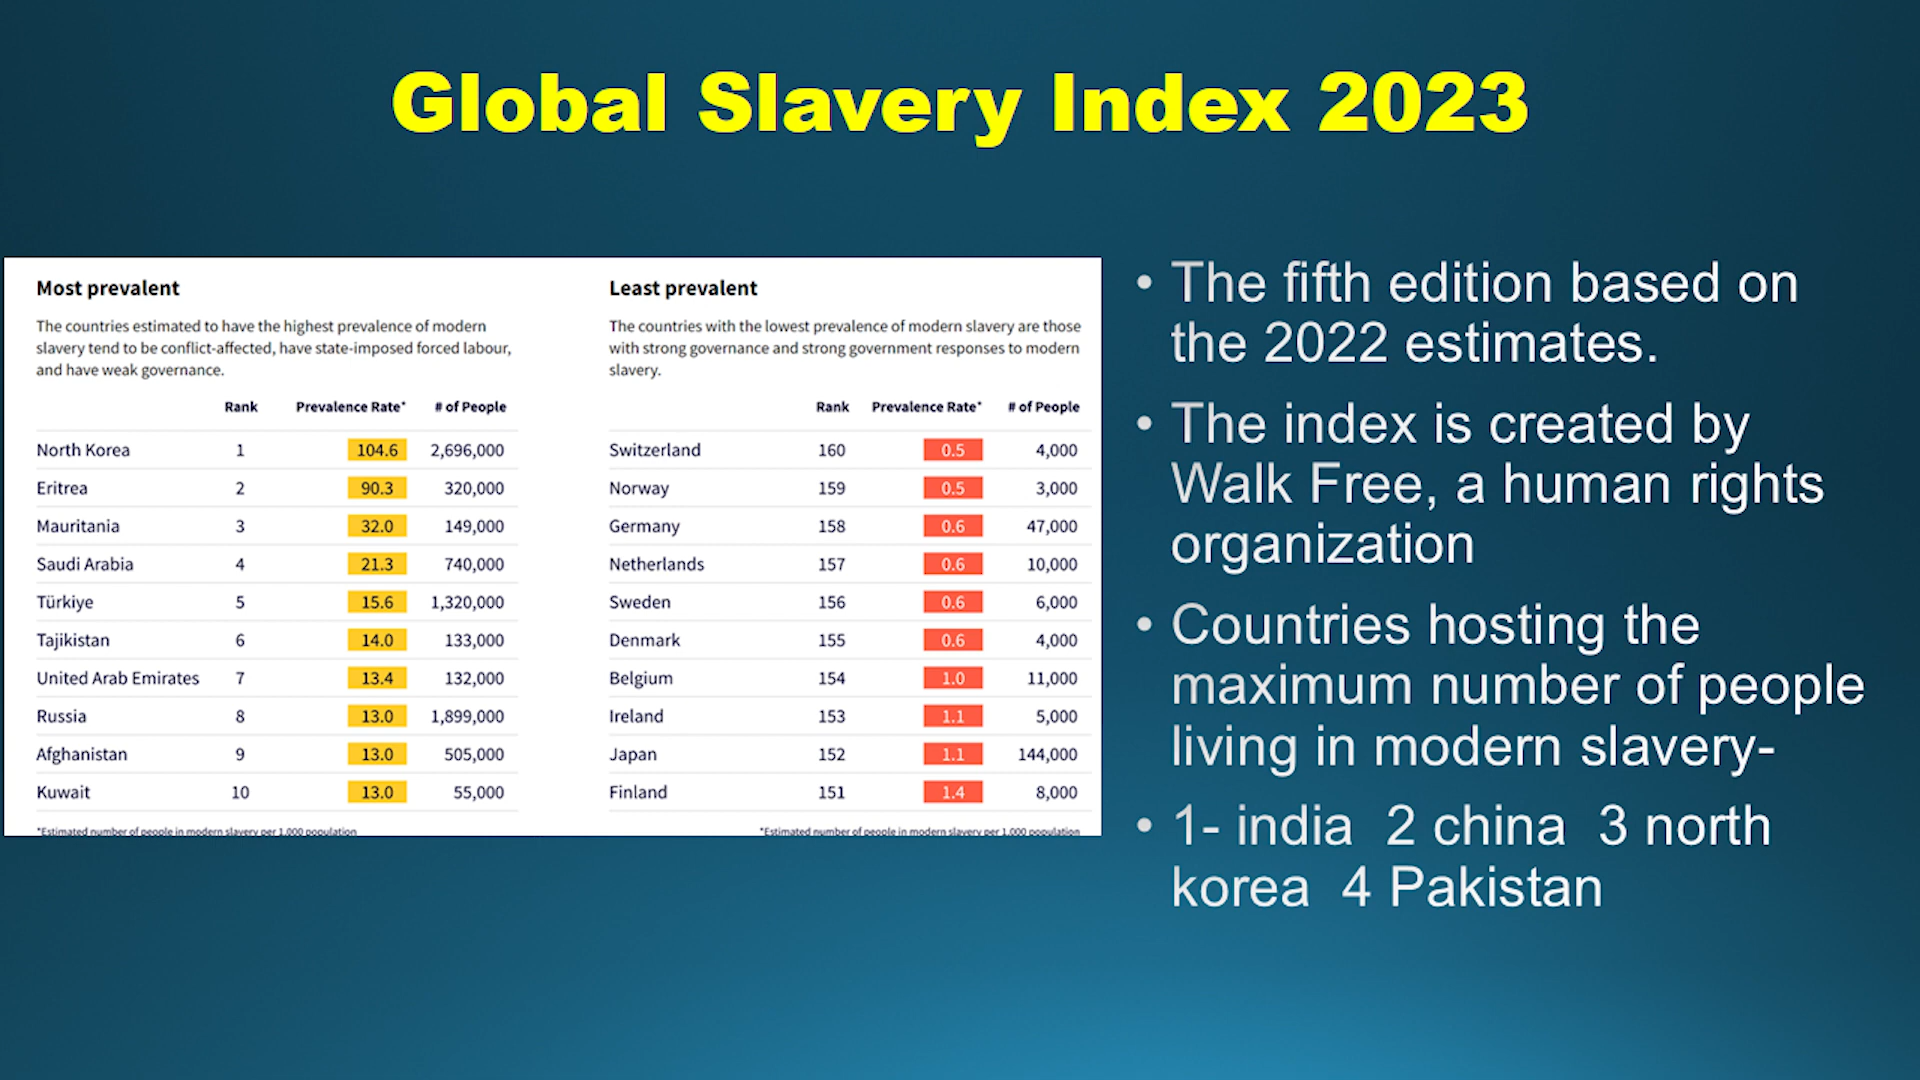 Global Slavery Index 2023
Most prevalent
The countries estimated to have the highest prevalence of modern
slavery tend to be conflict-affected, have state-imposed forced labour,
and have weak governance.
Rank Prevalence Rate* # of People
North Korea 1 104.6 2,696,000
Eritrea 2 90.3 320,000
Mauritania 3 32.0 149,000
Saudi Arabia 4 21.3 740,000
Türkiye 5 15.6 1,320,000
Tajikistan 6 14.0 133,000
United Arab Emirates 7 13.4 132,000
Russia 8 13.0 1,899,000
Afghanistan 9 13.0 505,000
Kuwait 10 13.0 55,000
*Estimated number of people in modern slavery per 1,000 population
Least prevalent
The countries with the lowest prevalence of modern slavery are those
with strong governance and strong government responses to modern
slavery.
Rank Prevalence Rate* # of People
Switzerland 160 0.5 4,000
Norway 159 0.5 3,000
Germany 158 0.6 47,000
Netherlands 157 0.6 10,000
Sweden 156 0.6 6,000
Denmark 155 0.6 4,000
Belgium 154 1.0 11,000
Ireland 153 1.1 5,000
Japan 152 1.1 144,000
Finland 151 1.4 8,000
*Estimated number of people in modern slavery per 1,000 population
• The fifth edition based on
the 2022 estimates.
• The index is created by
Walk Free, a human rights
organization
• Countries hosting the
maximum number of people
living in modern slavery-
• 1- india 2 china 3 north
korea 4 Pakistan